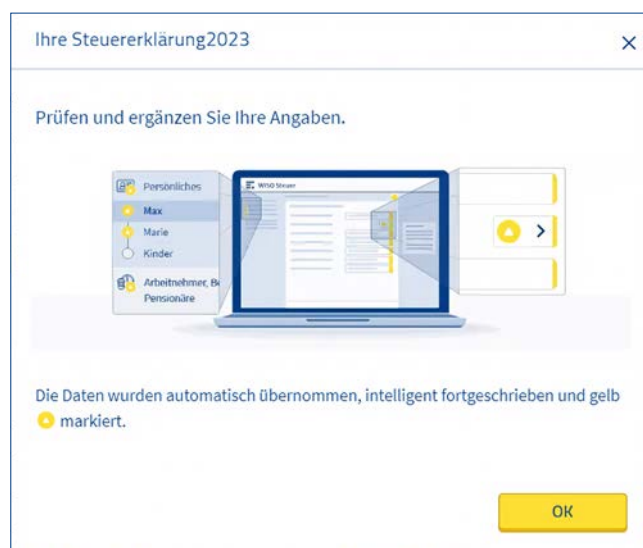 Ihre Steuererklärung2023
Prüfen und ergänzen Sie Ihre Angaben.
Persönliches
Max
Marie
Kinder
Arbeitnehmer, Be
Pensionäre
WISO Steuer
Die Daten wurden automatisch übernommen, intelligent fortgeschrieben und gelb
markiert.
OK